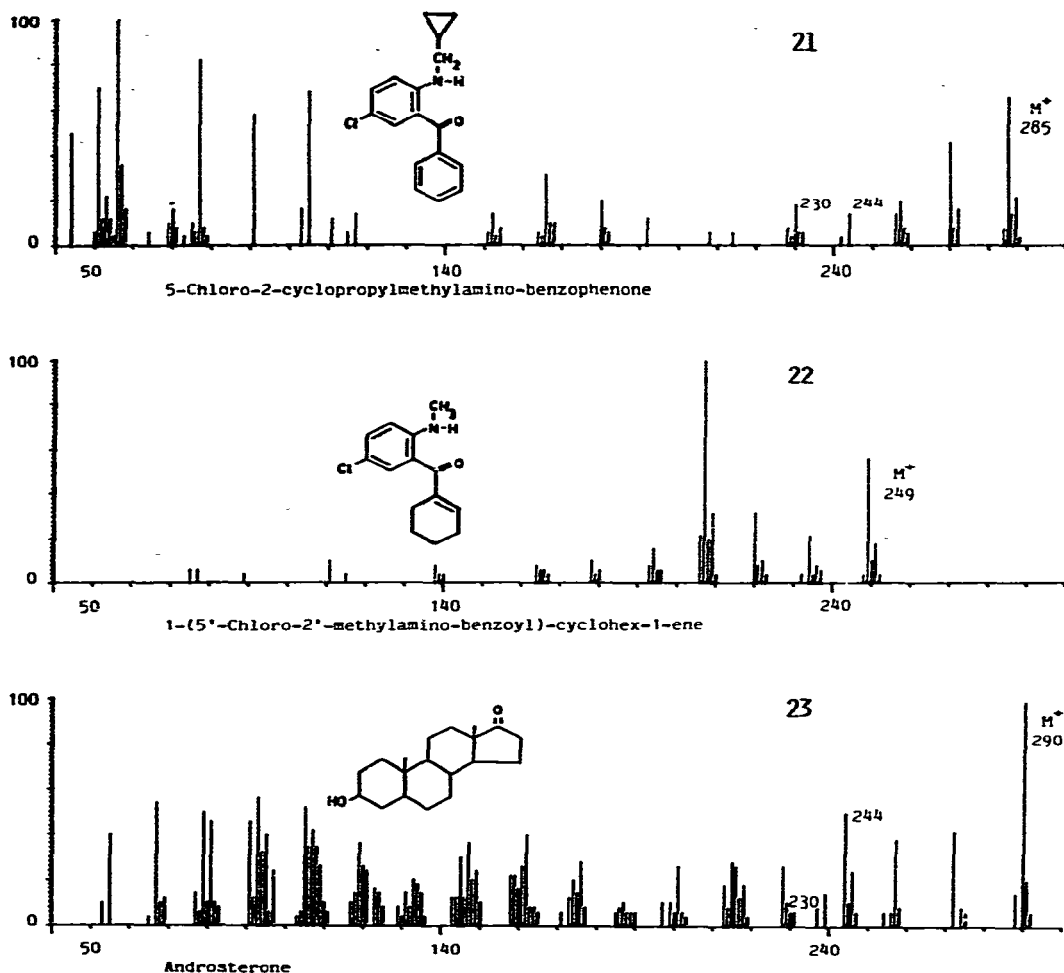 100
21
CH2
N-H
Cl
O
M+
285
230
244
0
50
140
240
5-Chloro-2-cyclopropylmethylamino-benzophenone
100
22
CH3
N-H
Cl
O
M+
249
0
50
140
240
1-(5'-Chloro-2'-methylamino-benzoyl)-cyclohex-1-ene
100
23
O
HO
M+
290
244
230
0
50
140
240
Androsterone